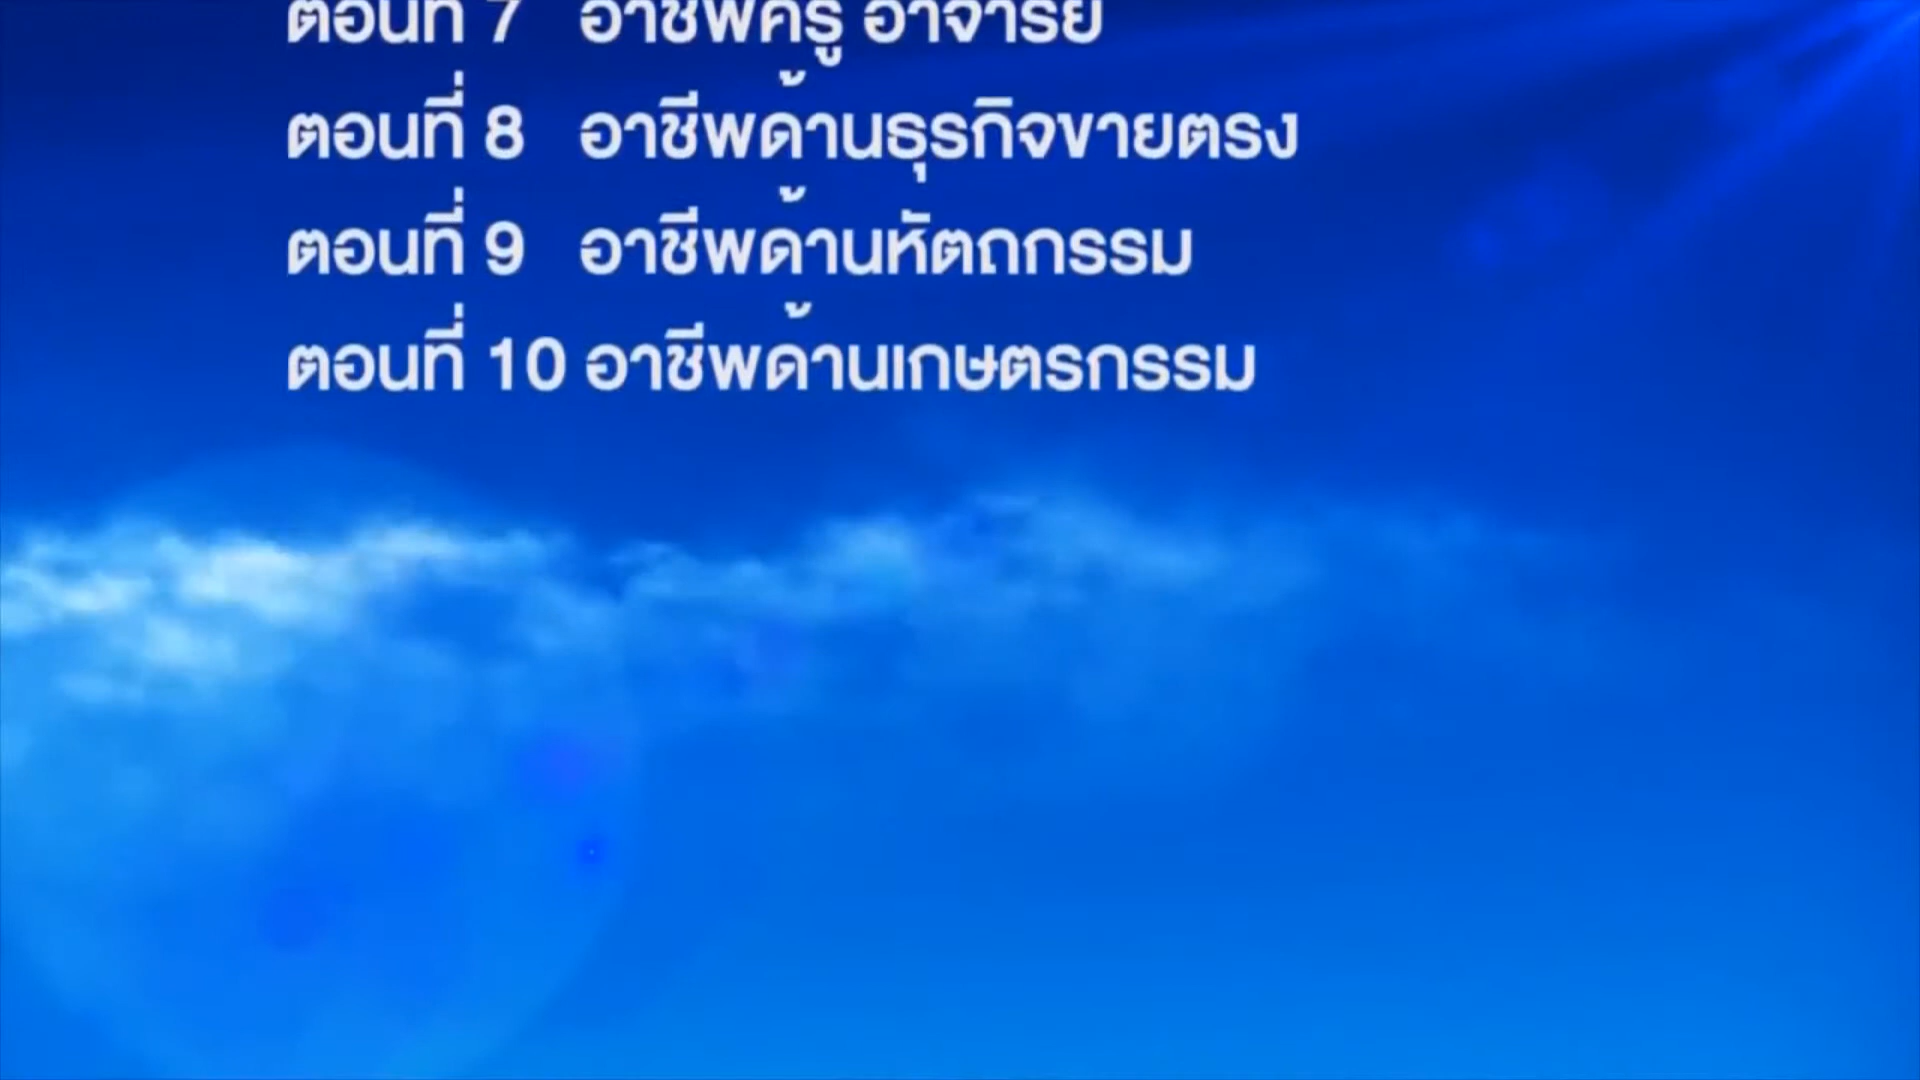 ตอนที่ 7 อาชีพครู อาจารย์
ตอนที่ 8 อาชีพด้านธุรกิจขายตรง
ตอนที่ 9 อาชีพด้านหัตถกรรม
ตอนที่ 10 อาชีพด้านเกษตรกรรม